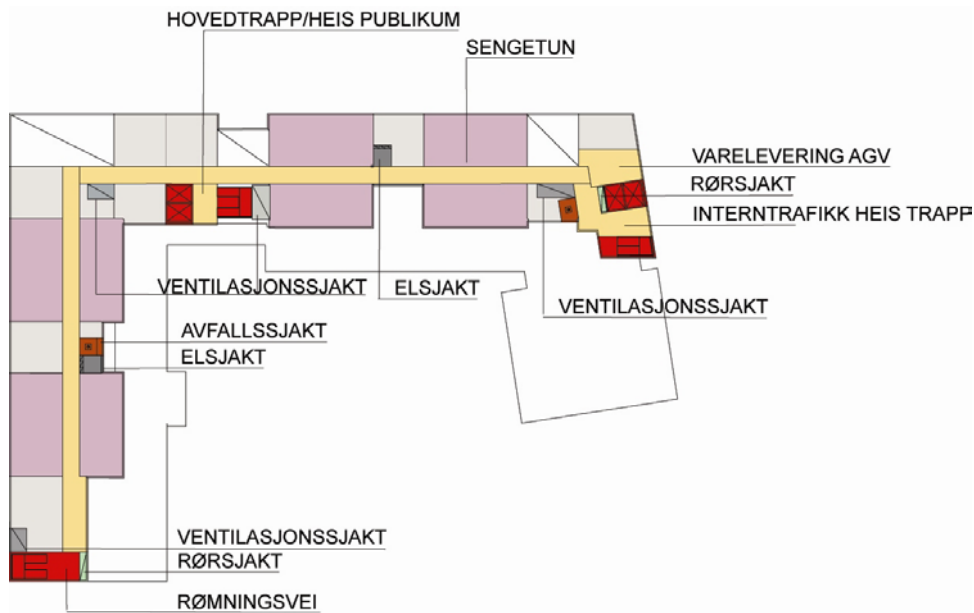 HOVEDTRAPP/HEIS PUBLIKUM
SENGETUN
VARELEVERING AGV
RØRSJAKT
INTERNTRAFIKK HEIS TRAPP
VENTILASJONSSJAKT
ELSJAKT
VENTILASJONSSJAKT
AVFALLSSJAKT
ELSJAKT
VENTILASJONSSJAKT
RØRSJAKT
RØMNINGSVEI